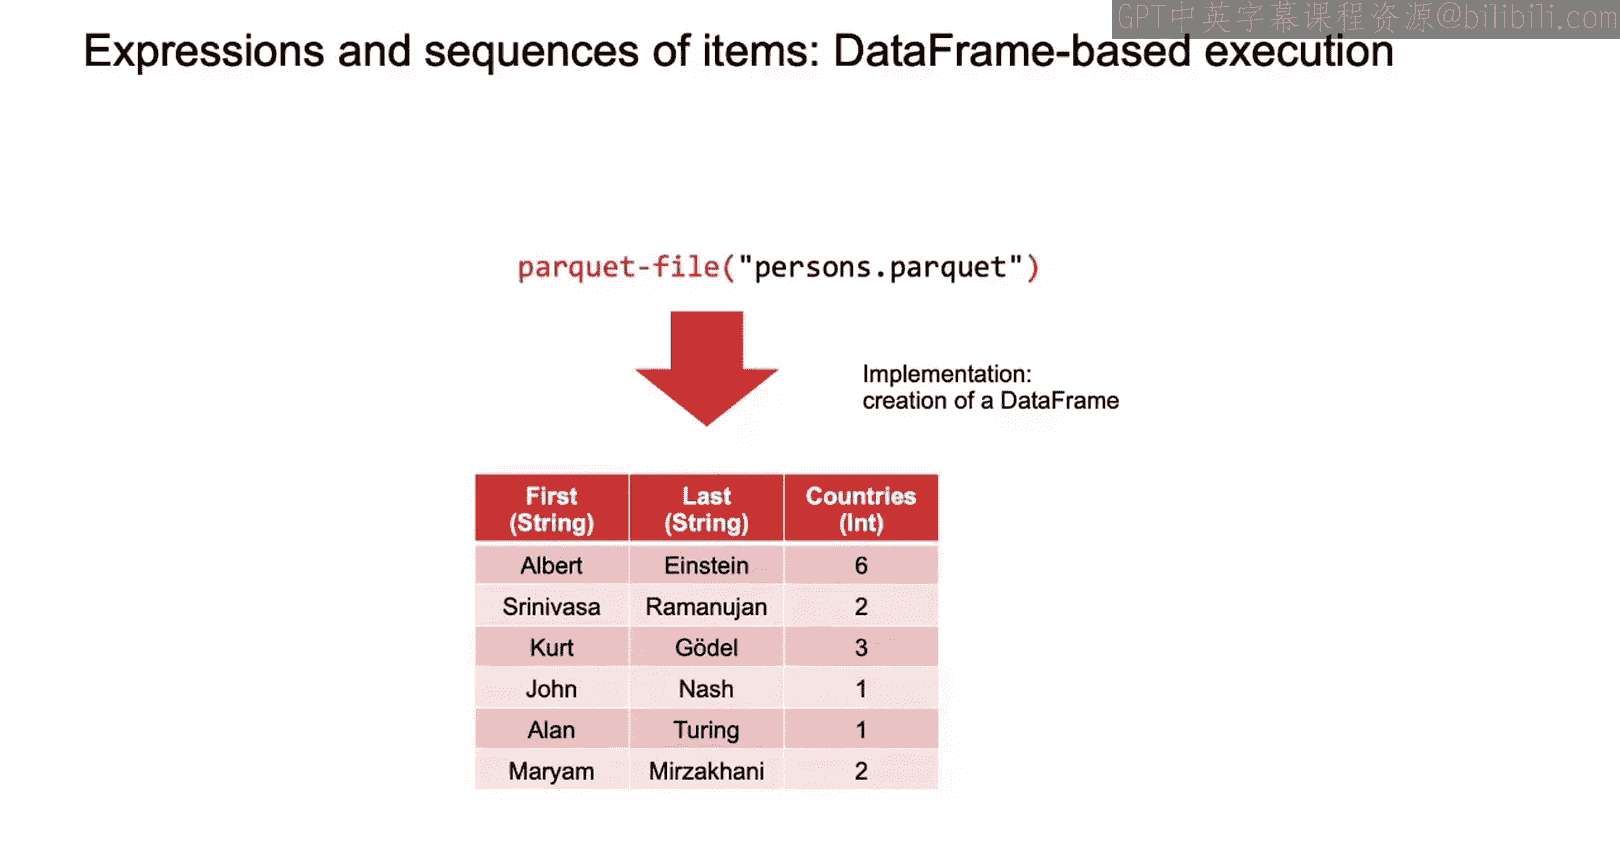 GPT中英字幕课程资源@bilibili.com
Expressions and sequences of items: DataFrame-based execution
parquet-file("persons.parquet")
Implementation:
creation of a DataFrame
First Last Countries
(String) (String) (Int)
Albert Einstein 6
Srinivasa Ramanujan 2
Kurt Gödel 3
John Nash 1
Alan Turing 1
Maryam Mirzakhani 2